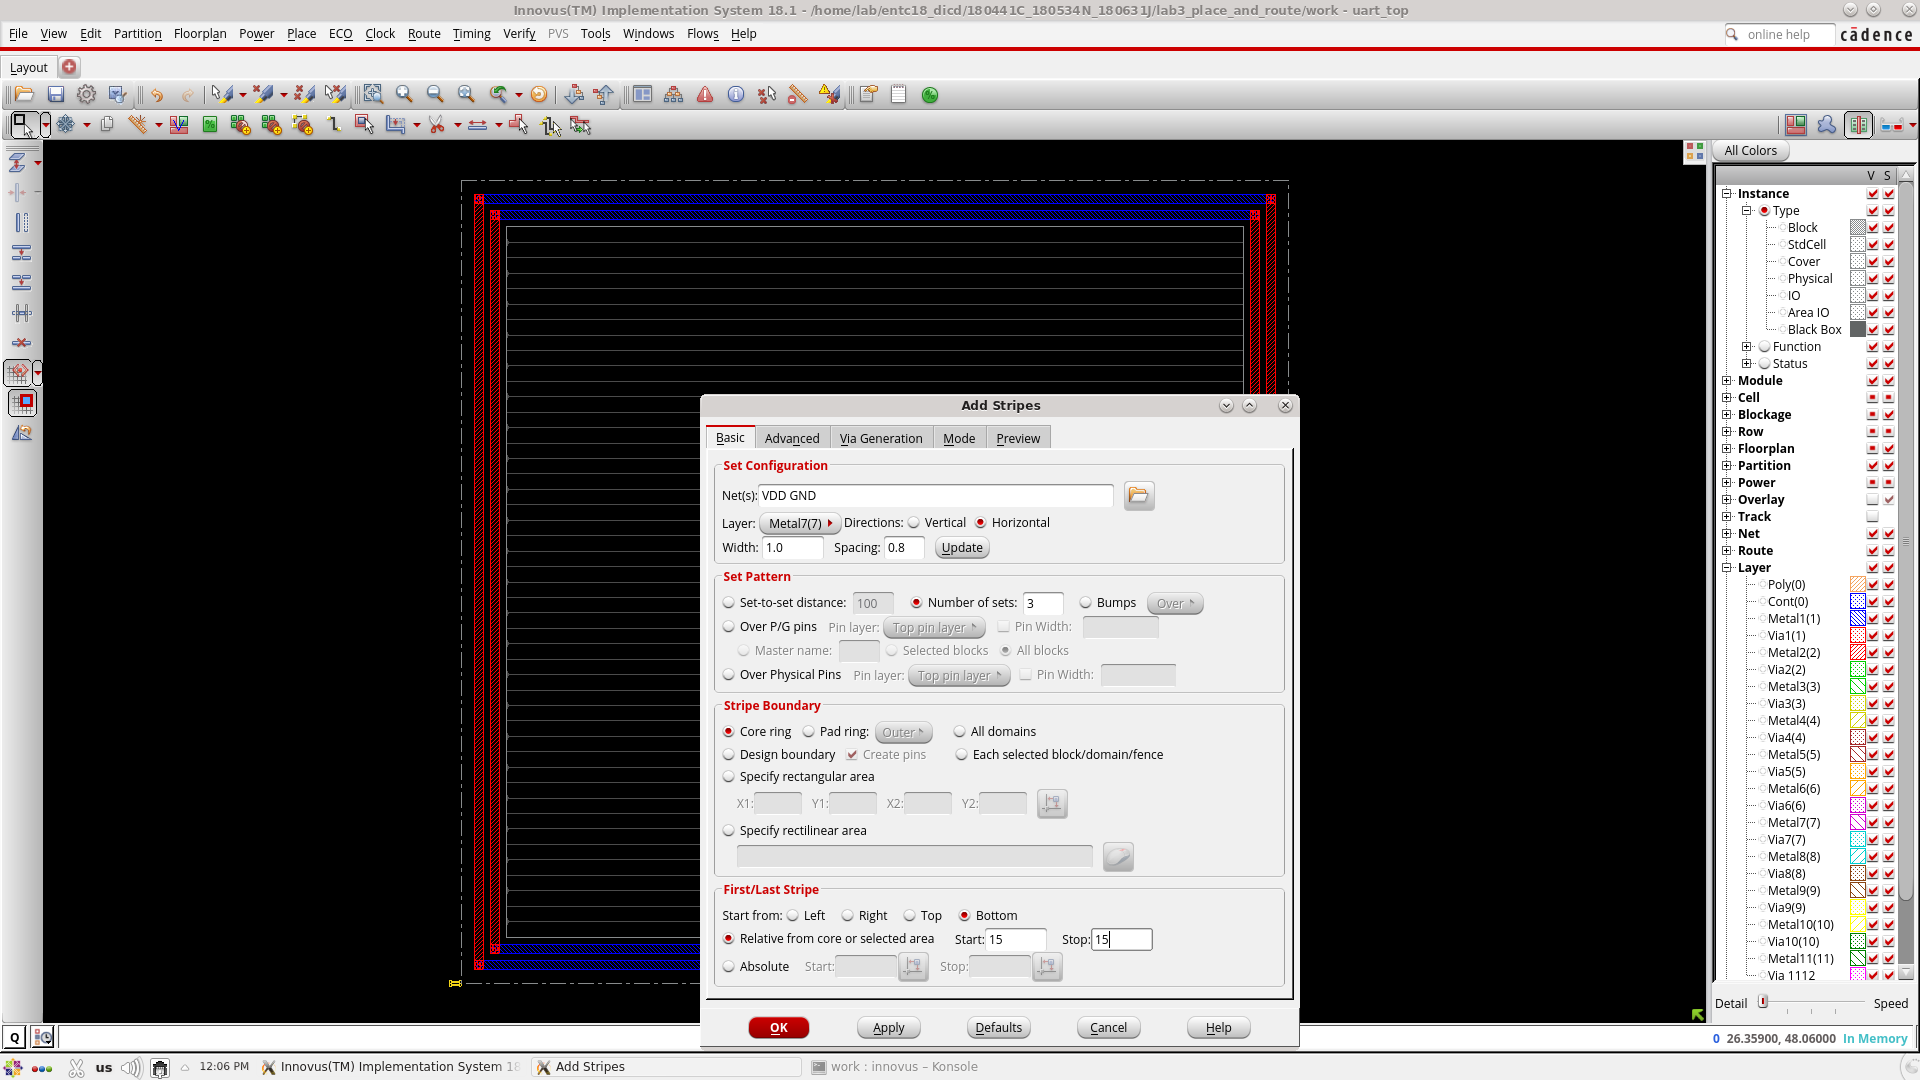 Innovus(TM) Implementation System 18.1 - /home/lab/entc18_dicd/180441C_180534N_180631J/lab3_place_and_route/work - uart_top
File View Edit Partition Floorplan Power Place ECO Clock Route Timing Verify PVS Tools Windows Flows Help
online help
cādence
Layout
All Colors
V S
Instance
Type
Block
StdCell
Cover
Physical
IO
Area IO
Black Box
Function
Status
Module
Cell
Blockage
Row
Floorplan
Partition
Power
Overlay
Track
Net
Route
Layer
Poly(0)
Cont(0)
Metal1(1)
Via1(1)
Metal2(2)
Via2(2)
Metal3(3)
Via3(3)
Metal4(4)
Via4(4)
Metal5(5)
Via5(5)
Metal6(6)
Via6(6)
Metal7(7)
Via7(7)
Metal8(8)
Via8(8)
Metal9(9)
Via9(9)
Metal10(10)
Via10(10)
Metal11(11)
Via 1112
Detail Speed
Add Stripes
Basic Advanced Via Generation Mode Preview
Set Configuration
Net(s): VDD GND
Layer: Metal7(7) Directions: Vertical Horizontal
Width: 1.0 Spacing: 0.8 Update
Set Pattern
Set-to-set distance: 100 Number of sets: 3 Bumps Over
Over P/G pins Pin layer: Top pin layer Pin Width:
Master name: Selected blocks All blocks
Over Physical Pins Pin layer: Top pin layer Pin Width:
Stripe Boundary
Core ring Pad ring: Outer All domains
Design boundary Create pins Each selected block/domain/fence
Specify rectangular area
X1: Y1: X2: Y2:
Specify rectilinear area
First/Last Stripe
Start from: Left Right Top Bottom
Relative from core or selected area Start: 15 Stop: 15
Absolute Start: Stop:
OK Apply Defaults Cancel Help
Q
0 26.35900, 48.06000 In Memory
us 12:06 PM Innovus(TM) Implementation System 18 Add Stripes work : innovus – Konsole